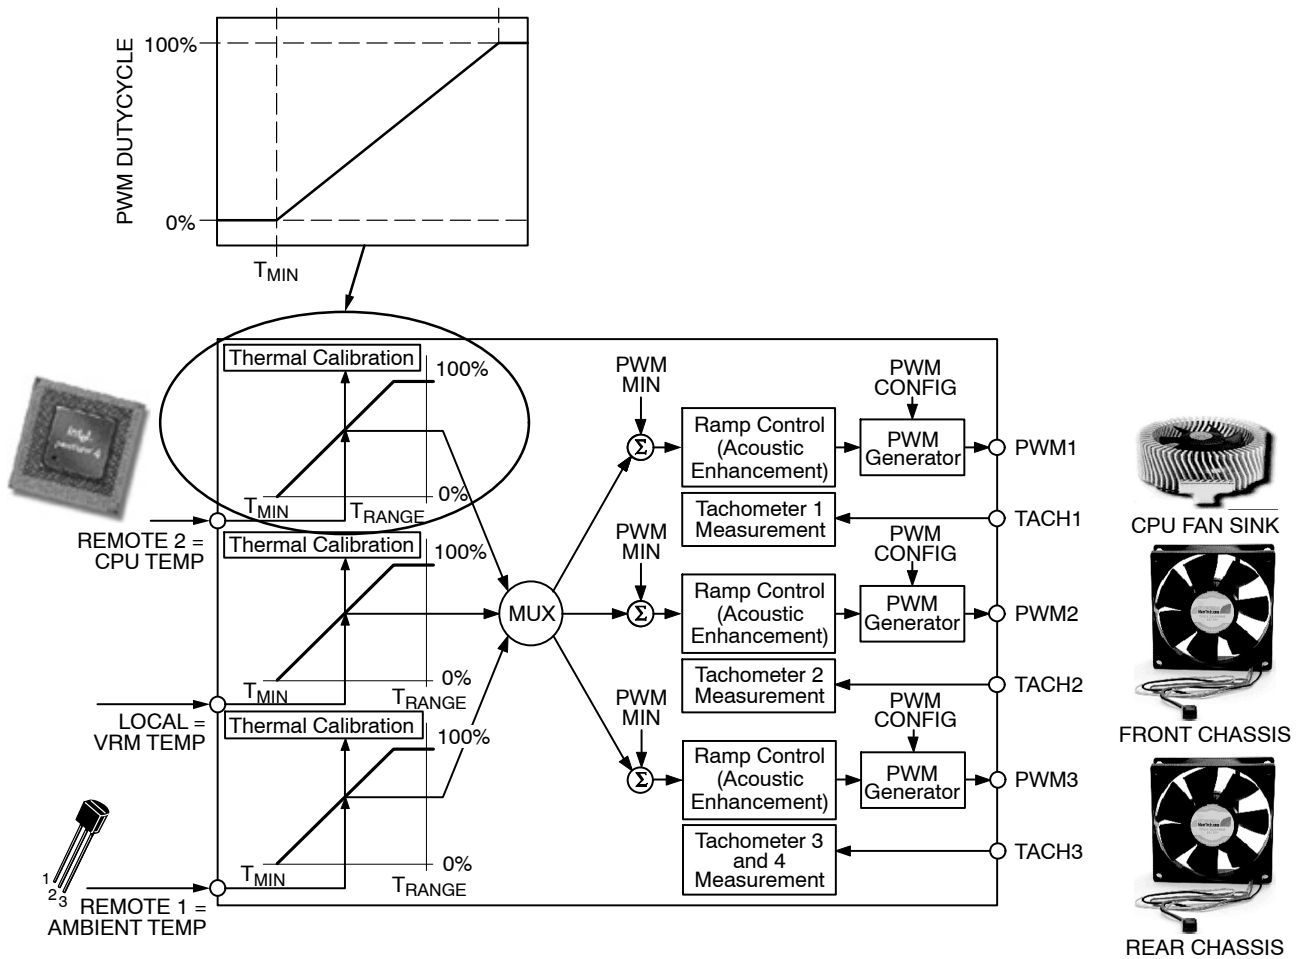 PWM DUTYCYCLE
100%
0%
TMIN
Thermal Calibration
100%
0%
TMIN
TRANGE
REMOTE 2 =
CPU TEMP
Thermal Calibration
100%
0%
TMIN
TRANGE
LOCAL =
VRM TEMP
Thermal Calibration
100%
0%
TMIN
TRANGE
1
2
3
REMOTE 1 =
AMBIENT TEMP
MUX
PWM
MIN
Σ
Ramp Control
(Acoustic
Enhancement)
PWM
CONFIG
PWM
Generator
PWM1
Tachometer 1
Measurement
TACH1
CPU FAN SINK
PWM
MIN
Σ
Ramp Control
(Acoustic
Enhancement)
PWM
CONFIG
PWM
Generator
PWM2
Tachometer 2
Measurement
TACH2
FRONT CHASSIS
PWM
MIN
Σ
Ramp Control
(Acoustic
Enhancement)
PWM
CONFIG
PWM
Generator
PWM3
Tachometer 3
and 4
Measurement
TACH3
REAR CHASSIS
intel
pentium 4